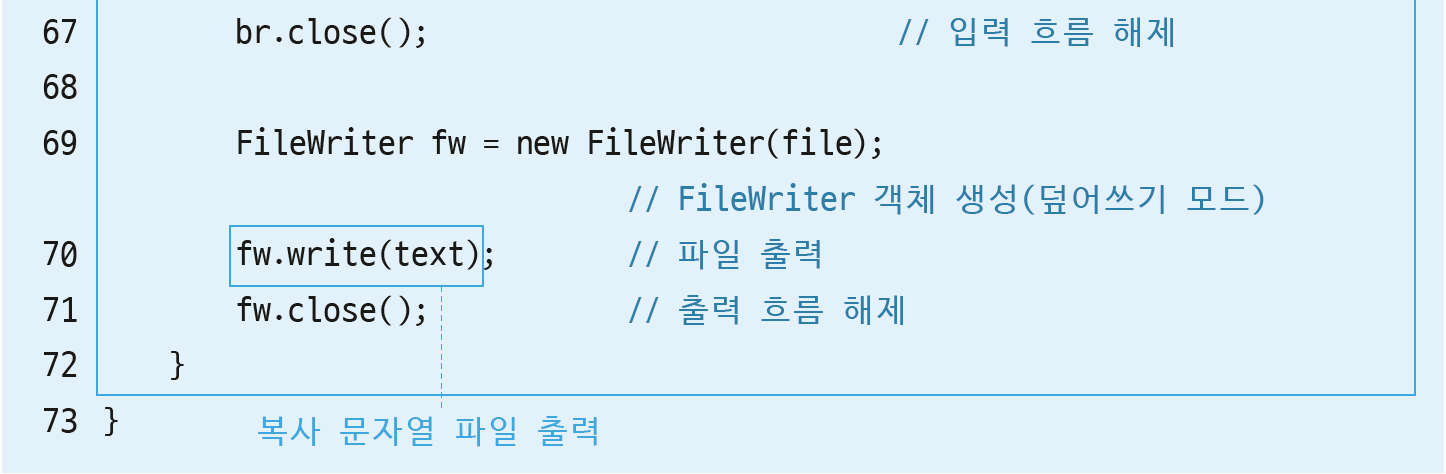 67 br.close(); // 입력 흐름 해제
68
69 FileWriter fw = new FileWriter(file);
// FileWriter 객체 생성(덮어쓰기 모드)
70 fw.write(text); // 파일 출력
71 fw.close(); // 출력 흐름 해제
72 }
73 }
복사 문자열 파일 출력